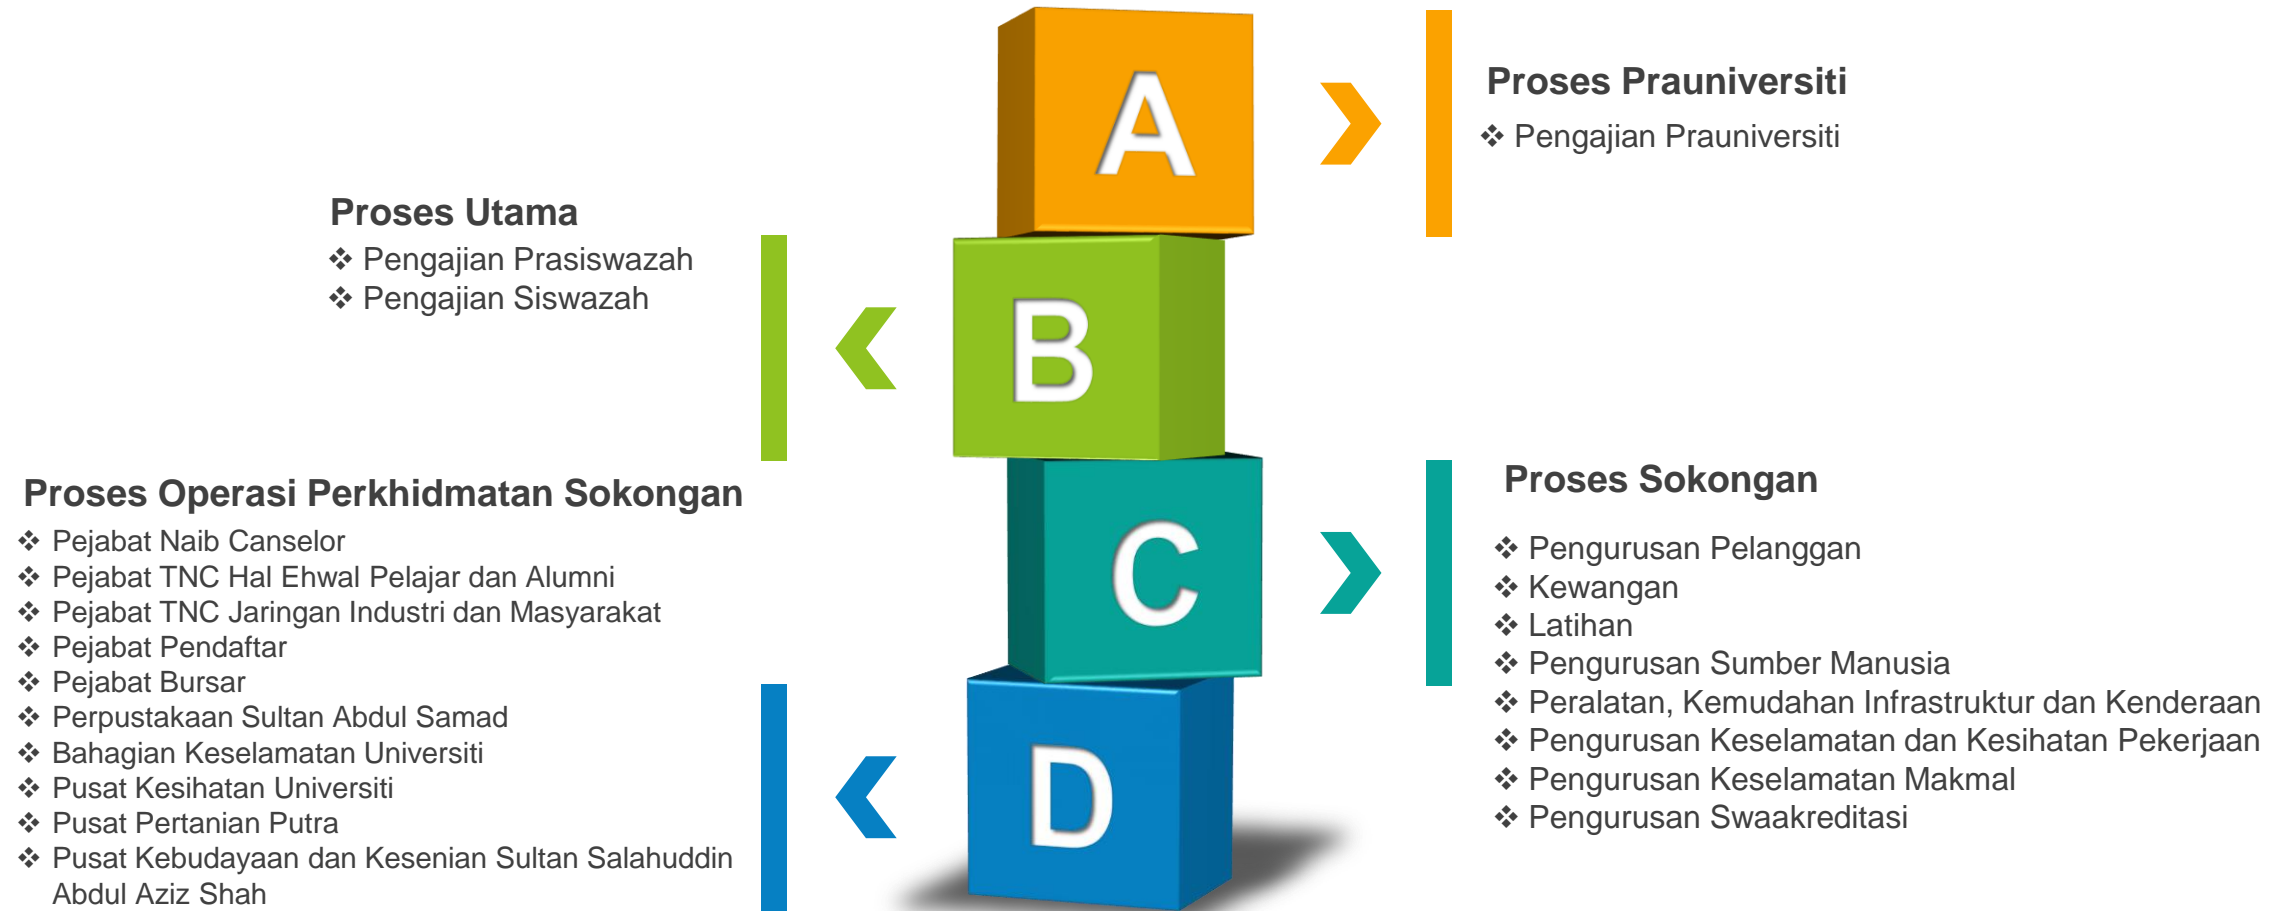 A
Proses Prauniversiti
❖ Pengajian Prauniversiti
B
Proses Utama
❖ Pengajian Prasiswazah
❖ Pengajian Siswazah
C
Proses Sokongan
❖ Pengurusan Pelanggan
❖ Kewangan
❖ Latihan
❖ Pengurusan Sumber Manusia
❖ Peralatan, Kemudahan Infrastruktur dan Kenderaan
❖ Pengurusan Keselamatan dan Kesihatan Pekerjaan
❖ Pengurusan Keselamatan Makmal
❖ Pengurusan Swaakreditasi
D
Proses Operasi Perkhidmatan Sokongan
❖ Pejabat Naib Canselor
❖ Pejabat TNC Hal Ehwal Pelajar dan Alumni
❖ Pejabat TNC Jaringan Industri dan Masyarakat
❖ Pejabat Pendaftar
❖ Pejabat Bursar
❖ Perpustakaan Sultan Abdul Samad
❖ Bahagian Keselamatan Universiti
❖ Pusat Kesihatan Universiti
❖ Pusat Pertanian Putra
❖ Pusat Kebudayaan dan Kesenian Sultan Salahuddin
Abdul Aziz Shah